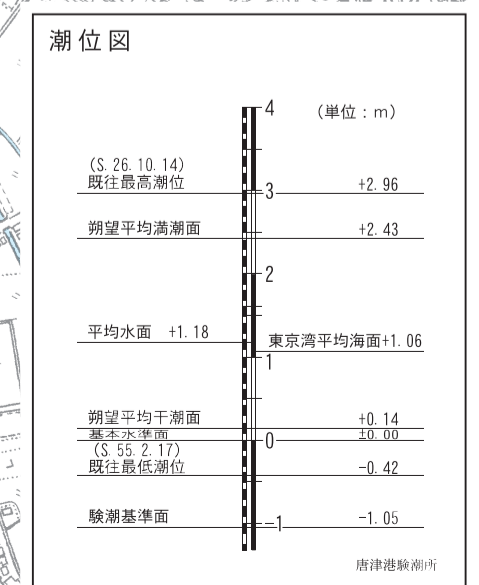 潮位図
4
(単位：m)
(S. 26. 10. 14)
既往最高潮位 +2. 96
3
朔望平均満潮面 +2. 43
2
平均水面 +1. 18
東京湾平均海面+1. 06
1
朔望平均干潮面 +0. 14
基本水準面 ±0. 00
0
(S. 55. 2. 17)
既往最低潮位 -0. 42
験潮基準面 -1. 05
-1
唐津港験潮所